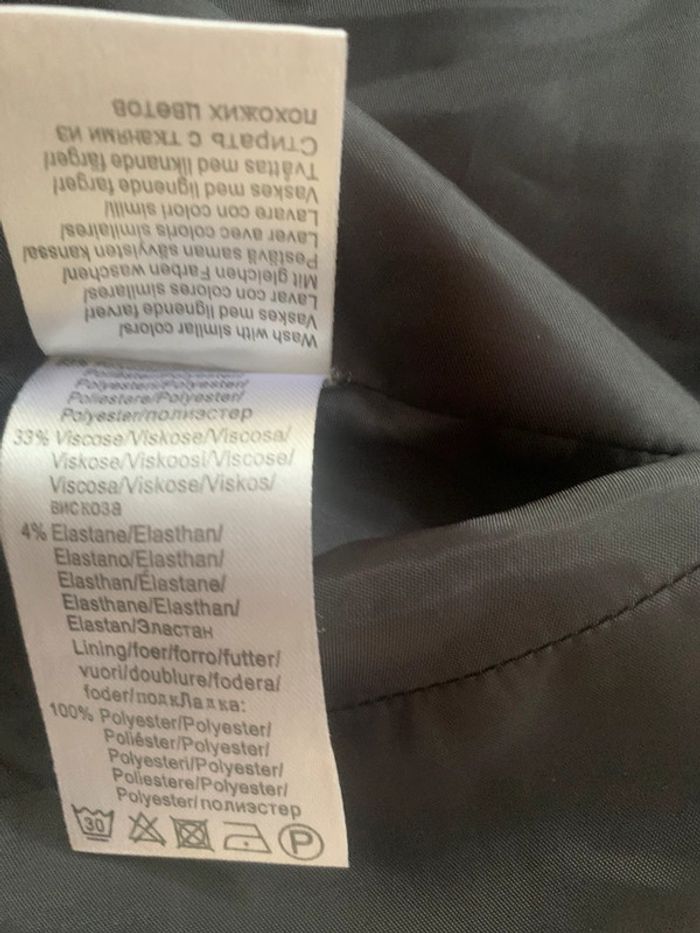 Wash with similar colors!
Vaskes med lignende farver!
Lavar con colores similares!
Mit gleichen Farben waschen!
Pestävä saman sävyisten kanssa!
Laver avec coloris similaires!
Lavare con colori simili!
Vaskes med lignende farger!
Tvättas med liknande färger!
Стирать с тканями из
похожих цветов
Polyesteri/Polyester/
Poliestere/Polyester/
Polyester/полиэстер
33% Viscose/Viskose/Viscosa/
Viskose/Viskoosi/Viscose/
Viscosa/Viskose/Viskos/
вискоза
4% Elastane/Elasthan/
Elastano/Elasthan/
Elasthan/Élastane/
Elasthane/Elasthan/
Elastan/Эластан
Lining/foer/forro/futter/
vuori/doublure/fodera/
foder/подкладка:
100% Polyester/Polyester/
Poliéster/Polyester/
Polyesteri/Polyester/
Poliestere/Polyester/
Polyester/полиэстер
30 P